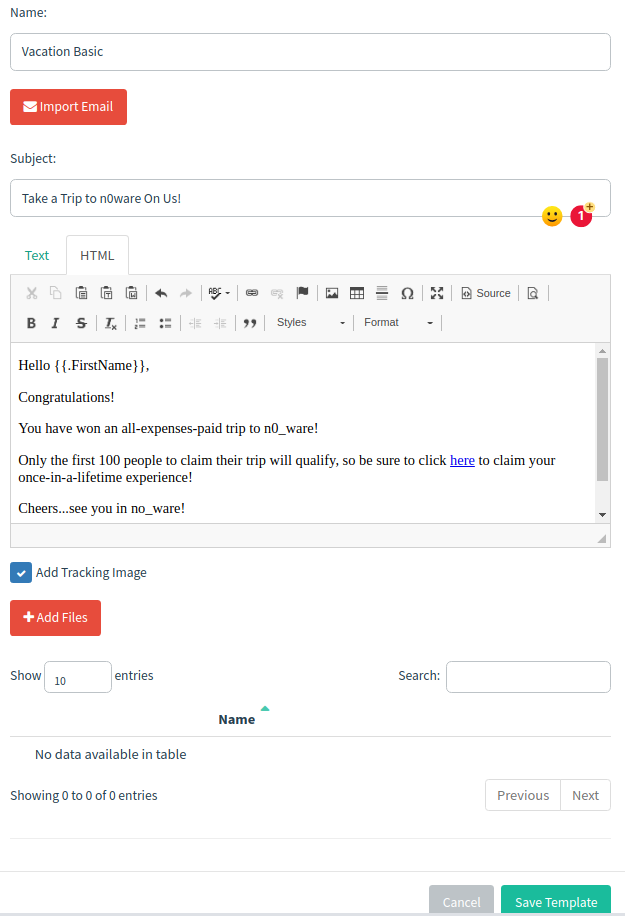 Name:
Vacation Basic
Import Email
Subject:
Take a Trip to n0ware On Us!
1
Text HTML
ABC Source
B I S Ix Styles Format
Hello {{.FirstName}},
Congratulations!
You have won an all-expenses-paid trip to n0_ware!
Only the first 100 people to claim their trip will qualify, so be sure to click here to claim your
once-in-a-lifetime experience!
Cheers...see you in no_ware!
Add Tracking Image
Add Files
Show 10 entries Search:
Name
No data available in table
Showing 0 to 0 of 0 entries Previous Next
Cancel Save Template